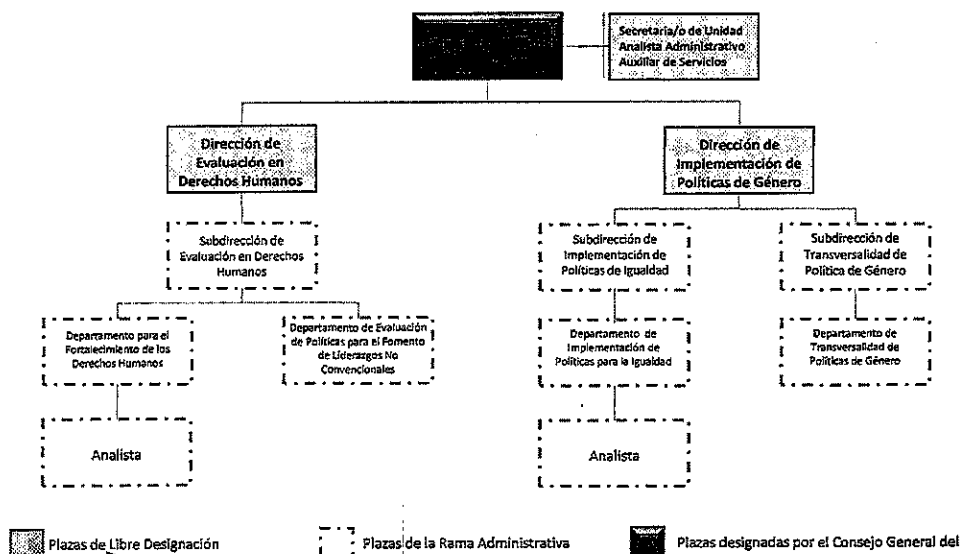 Secretaria/o de Unidad
Analista Administrativo
Auxiliar de Servicios
Dirección de
Evaluación en
Derechos Humanos
Dirección de
Implementación de
Políticas de Género
Subdirección de
Evaluación en Derechos
Humanos
Subdirección de
Implementación de
Políticas de Igualdad
Subdirección de
Transversalidad de
Política de Género
Departamento para el
Fortalecimiento de los
Derechos Humanos
Departamento de Evaluación
de Políticas para el Fomento
de Liderazgos No
Convencionales
Departamento de
Implementación de
Políticas para la Igualdad
Departamento de
Transversalidad de
Políticas de Género
Analista
Analista
Plazas de Libre Designación
Plazas de la Rama Administrativa
Plazas designadas por el Consejo General del